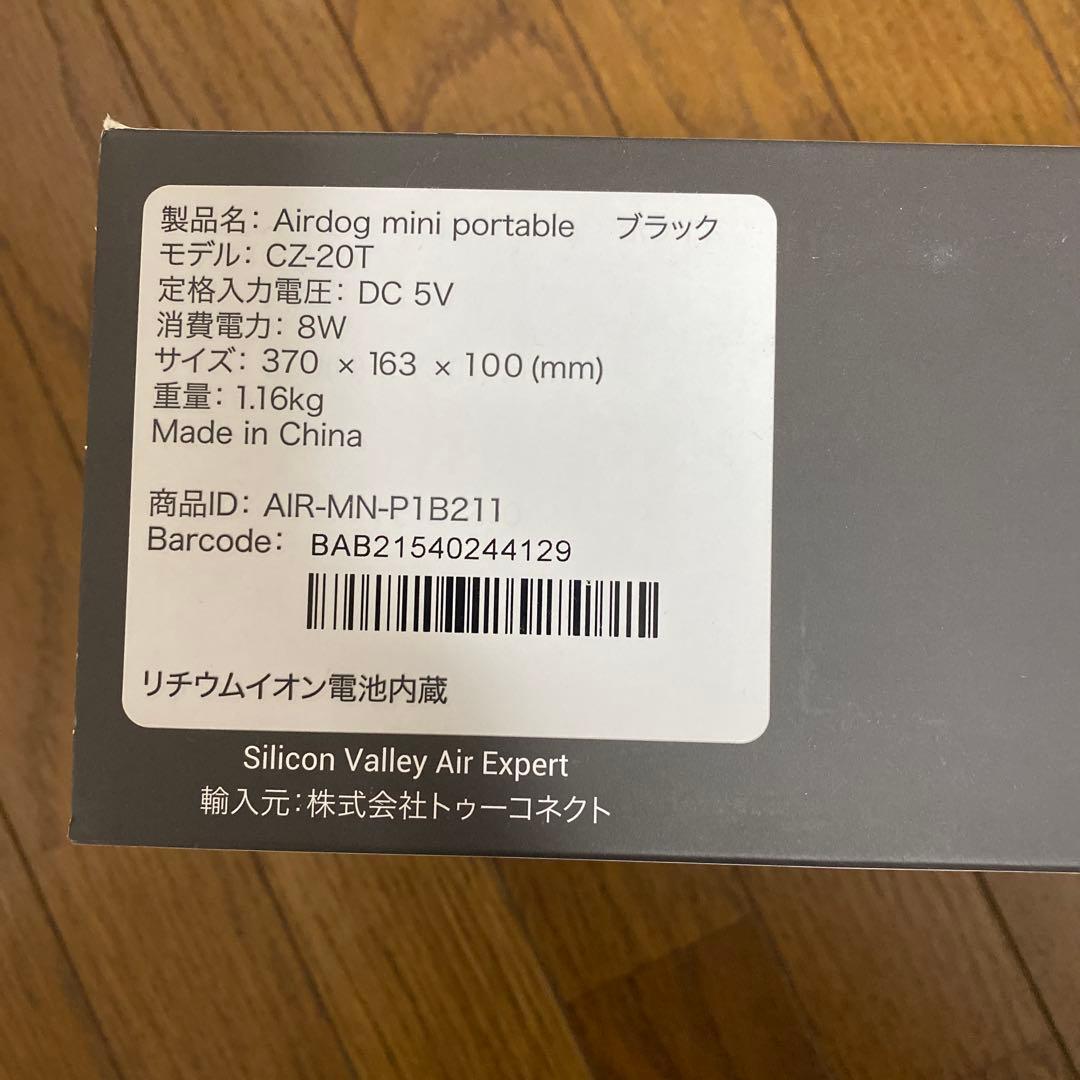 製品名: Airdog mini portable ブラック
モデル: CZ-20T
定格入力電圧: DC 5V
消費電力: 8W
サイズ: 370 × 163 × 100 (mm)
重量: 1.16kg
Made in China
商品ID: AIR-MN-P1B211
Barcode: BAB21540244129
リチウムイオン電池内蔵
Silicon Valley Air Expert
輸入元:株式会社トゥーコネクト